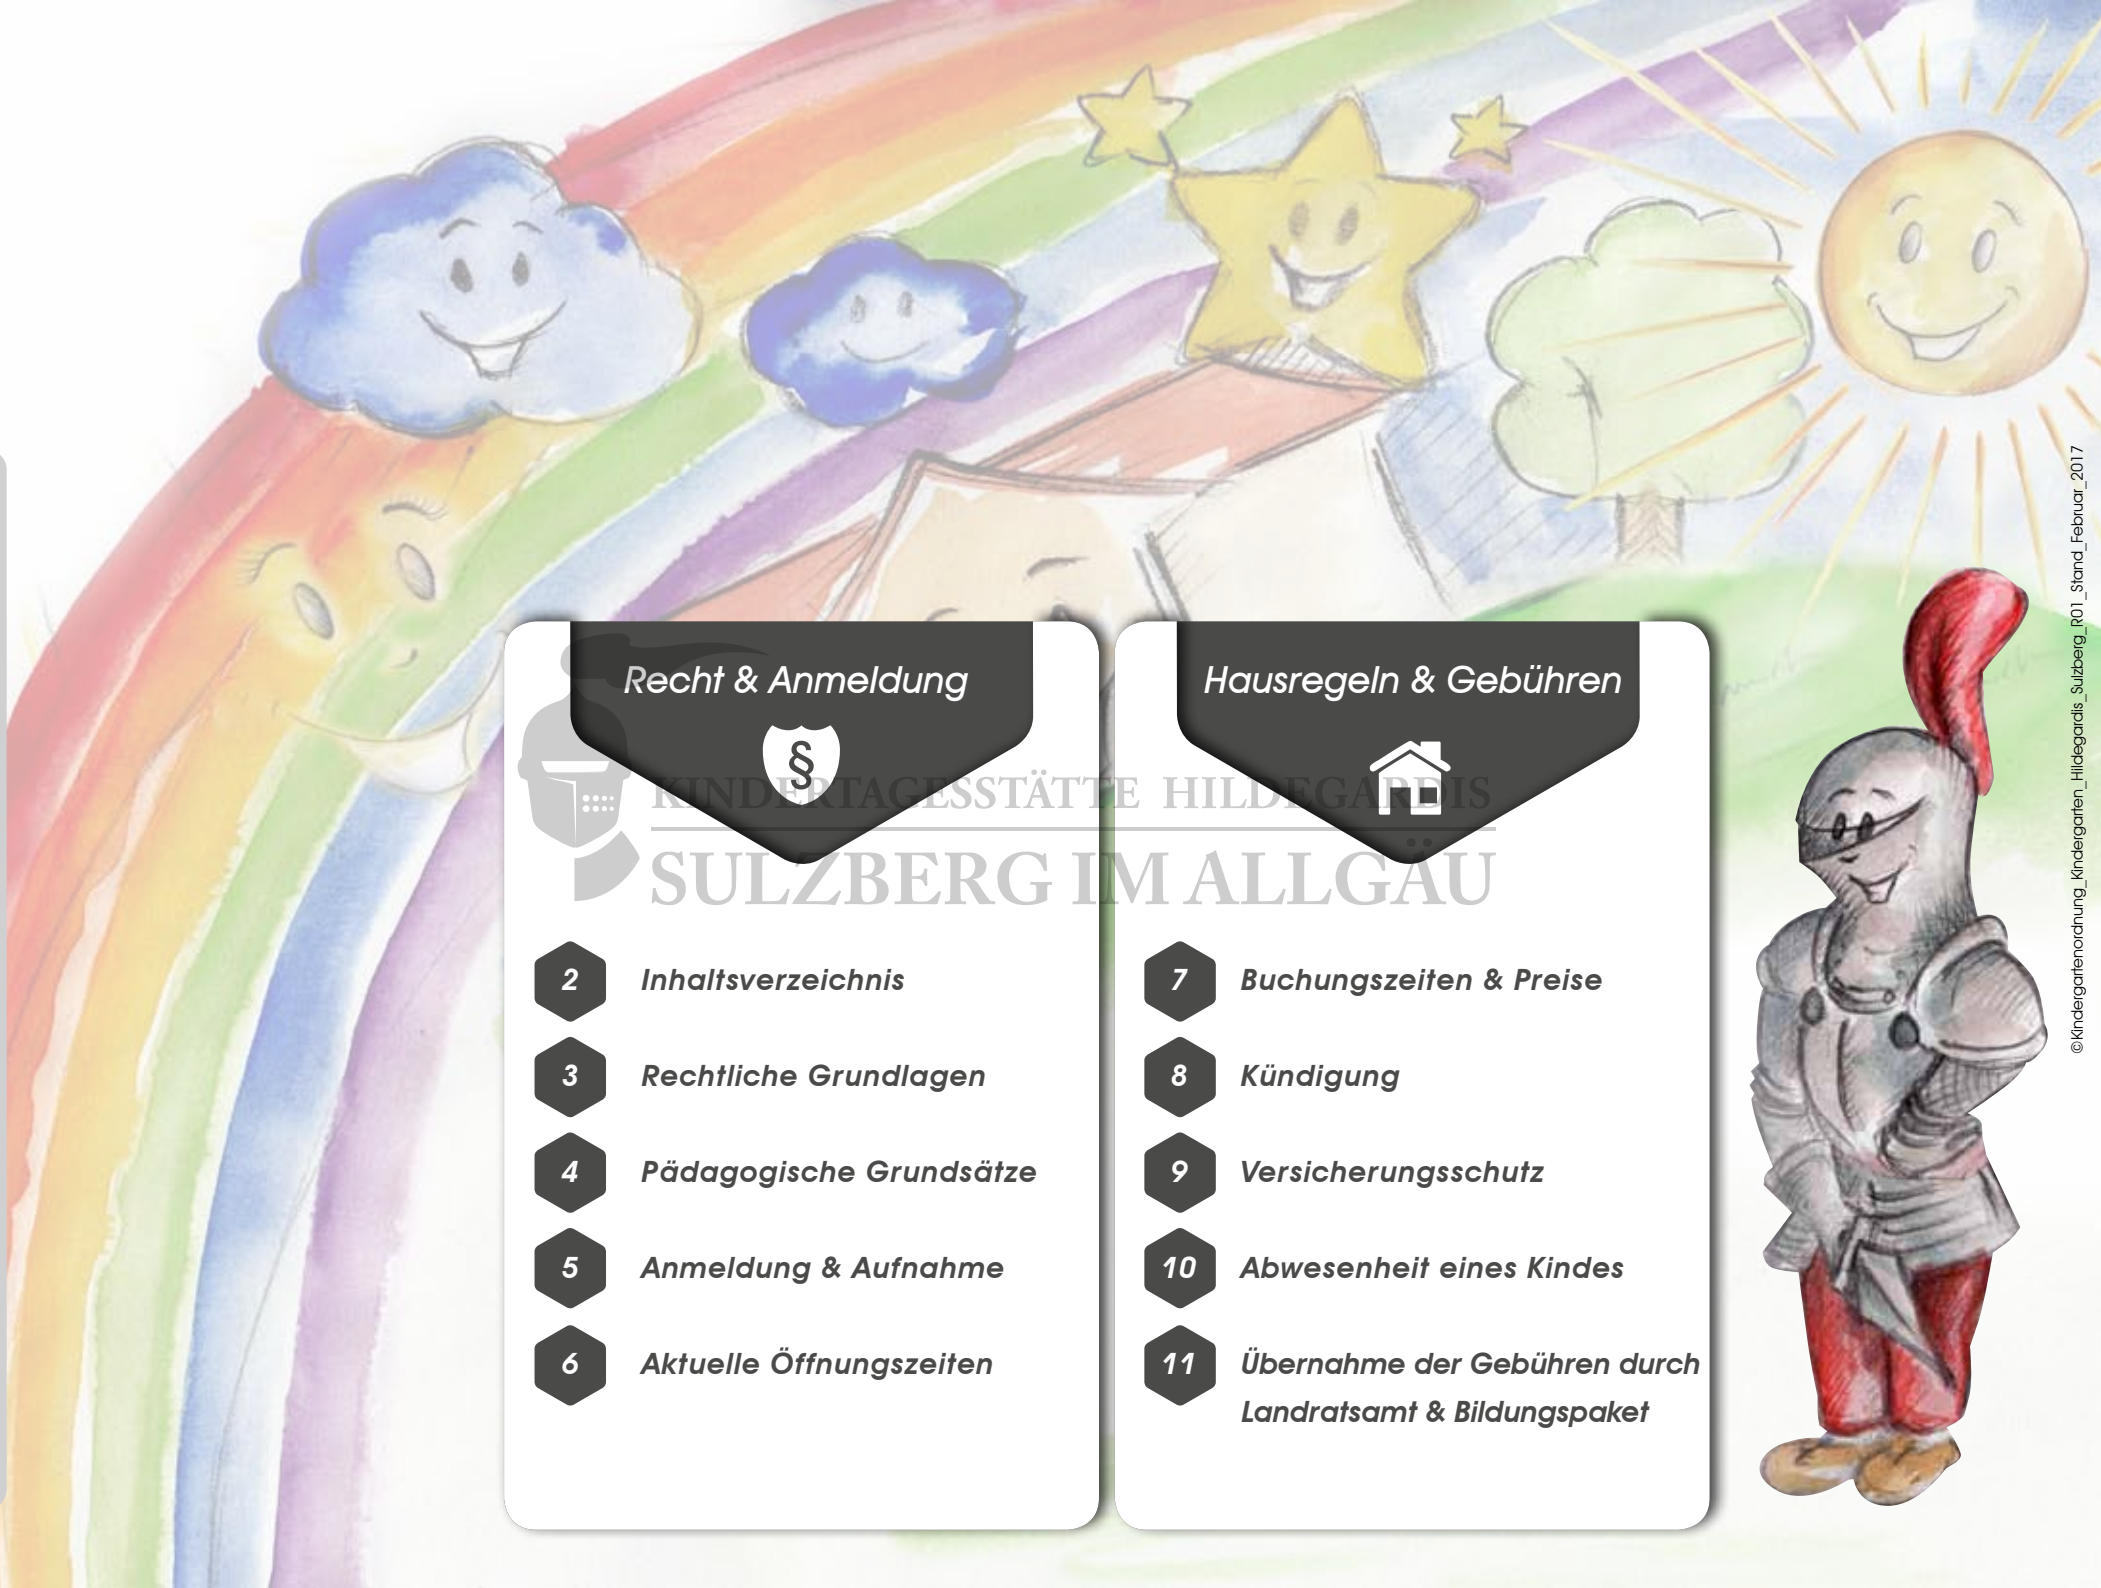 Recht & Anmeldung
§
KINDERTAGESSTÄTTE HILDEGARDIS
SULZBERG IM ALLGÄU
2 Inhaltsverzeichnis
3 Rechtliche Grundlagen
4 Pädagogische Grundsätze
5 Anmeldung & Aufnahme
6 Aktuelle Öffnungszeiten
Hausregeln & Gebühren
7 Buchungszeiten & Preise
8 Kündigung
9 Versicherungsschutz
10 Abwesenheit eines Kindes
11 Übernahme der Gebühren durch
Landratsamt & Bildungspaket
©Kindergartenordnung_Kindergarten_Hildegardis_Sulzberg_R01_Stand_Februar_2017